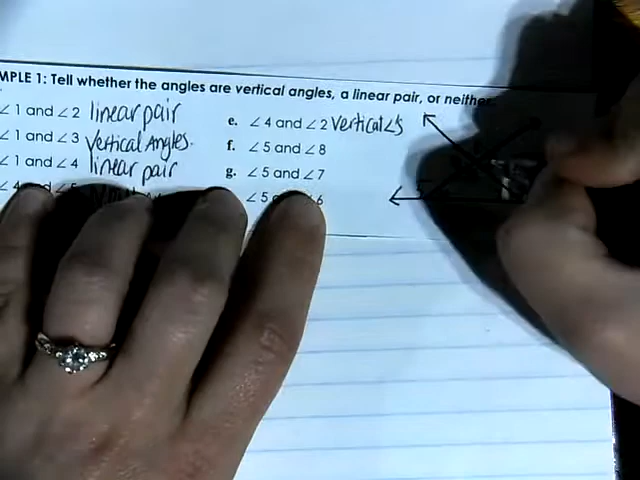 MPLE 1: Tell whether the angles are vertical angles, a linear pair, or neither
∠1 and ∠2 linear pair
∠1 and ∠3 Vertical Angles.
∠1 and ∠4 linear pair
∠4
e. ∠4 and ∠2 Vertical ∠s
f. ∠5 and ∠8
g. ∠5 and ∠7
∠5 6